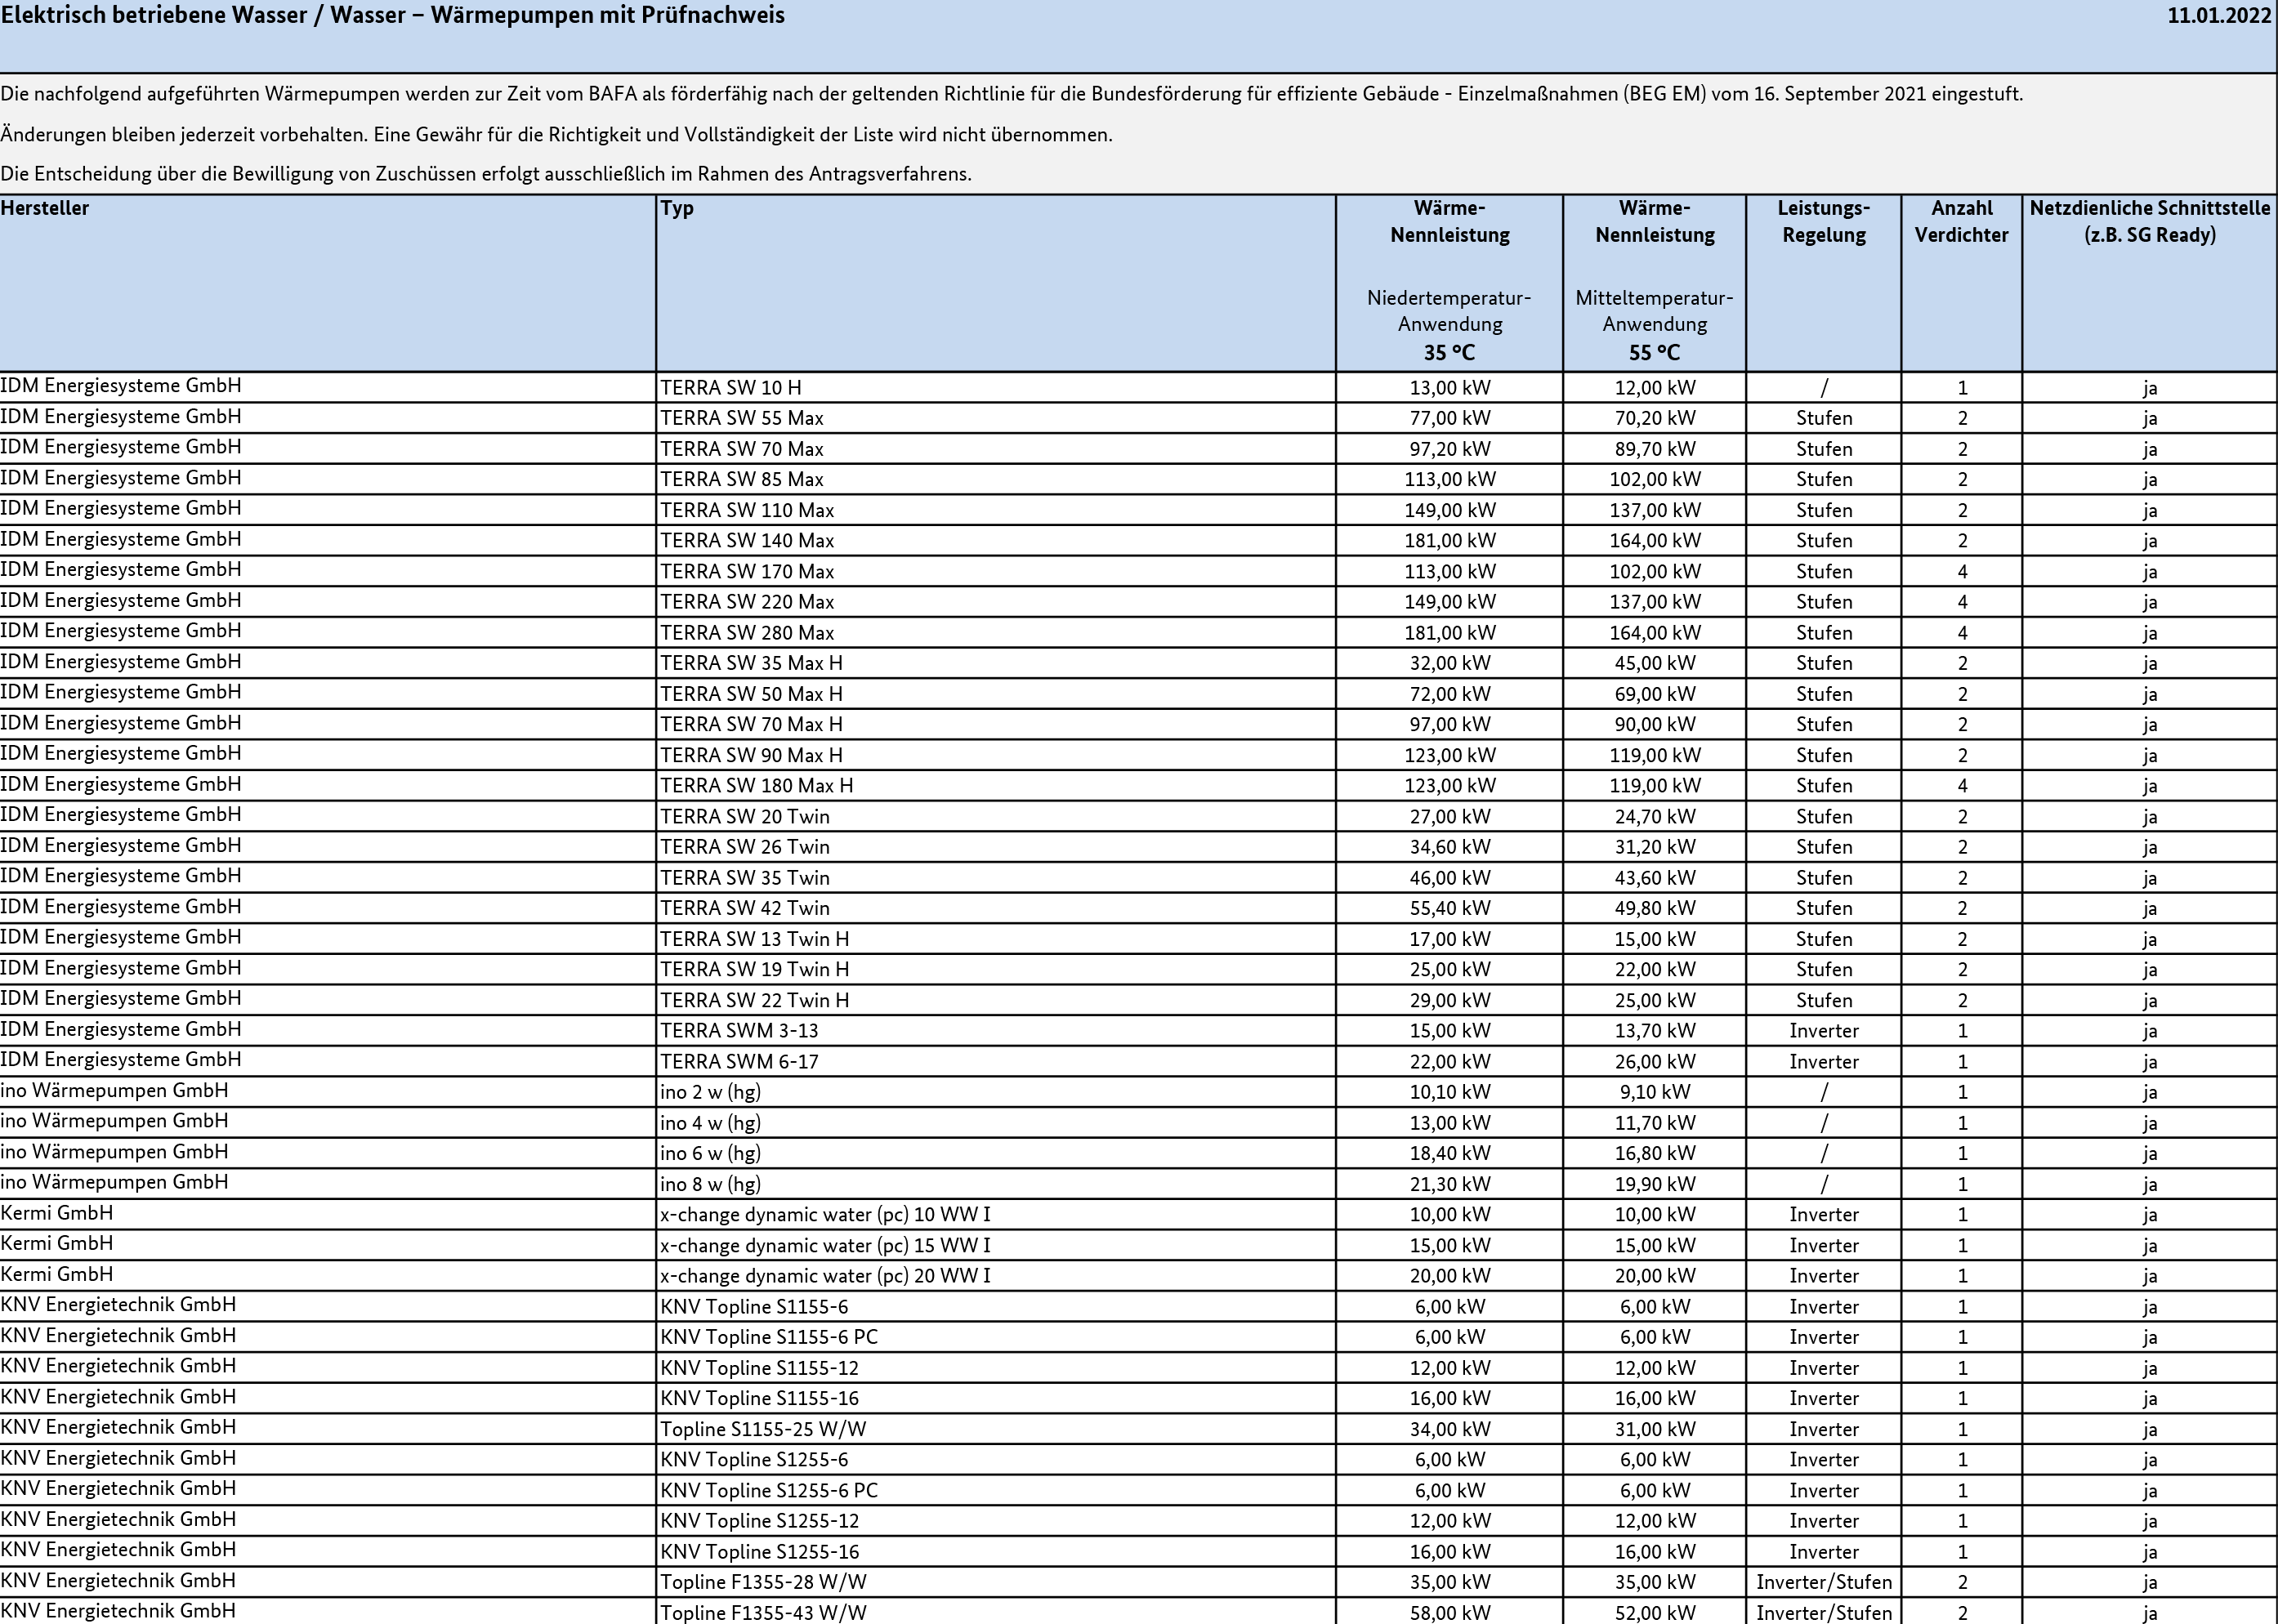 Elektrisch betriebene Wasser / Wasser – Wärmepumpen mit Prüfnachweis 11.01.2022
Die nachfolgend aufgeführten Wärmepumpen werden zur Zeit vom BAFA als förderfähig nach der geltenden Richtlinie für die Bundesförderung für effiziente Gebäude - Einzelmaßnahmen (BEG EM) vom 16. September 2021 eingestuft.
Änderungen bleiben jederzeit vorbehalten. Eine Gewähr für die Richtigkeit und Vollständigkeit der Liste wird nicht übernommen.
Die Entscheidung über die Bewilligung von Zuschüssen erfolgt ausschließlich im Rahmen des Antragsverfahrens.
Hersteller Typ Wärme- Wärme- Leistungs- Anzahl Netzdienliche Schnittstelle
Nennleistung Nennleistung Regelung Verdichter (z.B. SG Ready)
Niedertemperatur- Mitteltemperatur-
Anwendung Anwendung
35 °C 55 °C
IDM Energiesysteme GmbH TERRA SW 10 H 13,00 kW 12,00 kW / 1 ja
IDM Energiesysteme GmbH TERRA SW 55 Max 77,00 kW 70,20 kW Stufen 2 ja
IDM Energiesysteme GmbH TERRA SW 70 Max 97,20 kW 89,70 kW Stufen 2 ja
IDM Energiesysteme GmbH TERRA SW 85 Max 113,00 kW 102,00 kW Stufen 2 ja
IDM Energiesysteme GmbH TERRA SW 110 Max 149,00 kW 137,00 kW Stufen 2 ja
IDM Energiesysteme GmbH TERRA SW 140 Max 181,00 kW 164,00 kW Stufen 2 ja
IDM Energiesysteme GmbH TERRA SW 170 Max 113,00 kW 102,00 kW Stufen 4 ja
IDM Energiesysteme GmbH TERRA SW 220 Max 149,00 kW 137,00 kW Stufen 4 ja
IDM Energiesysteme GmbH TERRA SW 280 Max 181,00 kW 164,00 kW Stufen 4 ja
IDM Energiesysteme GmbH TERRA SW 35 Max H 32,00 kW 45,00 kW Stufen 2 ja
IDM Energiesysteme GmbH TERRA SW 50 Max H 72,00 kW 69,00 kW Stufen 2 ja
IDM Energiesysteme GmbH TERRA SW 70 Max H 97,00 kW 90,00 kW Stufen 2 ja
IDM Energiesysteme GmbH TERRA SW 90 Max H 123,00 kW 119,00 kW Stufen 2 ja
IDM Energiesysteme GmbH TERRA SW 180 Max H 123,00 kW 119,00 kW Stufen 4 ja
IDM Energiesysteme GmbH TERRA SW 20 Twin 27,00 kW 24,70 kW Stufen 2 ja
IDM Energiesysteme GmbH TERRA SW 26 Twin 34,60 kW 31,20 kW Stufen 2 ja
IDM Energiesysteme GmbH TERRA SW 35 Twin 46,00 kW 43,60 kW Stufen 2 ja
IDM Energiesysteme GmbH TERRA SW 42 Twin 55,40 kW 49,80 kW Stufen 2 ja
IDM Energiesysteme GmbH TERRA SW 13 Twin H 17,00 kW 15,00 kW Stufen 2 ja
IDM Energiesysteme GmbH TERRA SW 19 Twin H 25,00 kW 22,00 kW Stufen 2 ja
IDM Energiesysteme GmbH TERRA SW 22 Twin H 29,00 kW 25,00 kW Stufen 2 ja
IDM Energiesysteme GmbH TERRA SWM 3-13 15,00 kW 13,70 kW Inverter 1 ja
IDM Energiesysteme GmbH TERRA SWM 6-17 22,00 kW 26,00 kW Inverter 1 ja
ino Wärmepumpen GmbH ino 2 w (hg) 10,10 kW 9,10 kW / 1 ja
ino Wärmepumpen GmbH ino 4 w (hg) 13,00 kW 11,70 kW / 1 ja
ino Wärmepumpen GmbH ino 6 w (hg) 18,40 kW 16,80 kW / 1 ja
ino Wärmepumpen GmbH ino 8 w (hg) 21,30 kW 19,90 kW / 1 ja
Kermi GmbH x-change dynamic water (pc) 10 WW I 10,00 kW 10,00 kW Inverter 1 ja
Kermi GmbH x-change dynamic water (pc) 15 WW I 15,00 kW 15,00 kW Inverter 1 ja
Kermi GmbH x-change dynamic water (pc) 20 WW I 20,00 kW 20,00 kW Inverter 1 ja
KNV Energietechnik GmbH KNV Topline S1155-6 6,00 kW 6,00 kW Inverter 1 ja
KNV Energietechnik GmbH KNV Topline S1155-6 PC 6,00 kW 6,00 kW Inverter 1 ja
KNV Energietechnik GmbH KNV Topline S1155-12 12,00 kW 12,00 kW Inverter 1 ja
KNV Energietechnik GmbH KNV Topline S1155-16 16,00 kW 16,00 kW Inverter 1 ja
KNV Energietechnik GmbH Topline S1155-25 W/W 34,00 kW 31,00 kW Inverter 1 ja
KNV Energietechnik GmbH KNV Topline S1255-6 6,00 kW 6,00 kW Inverter 1 ja
KNV Energietechnik GmbH KNV Topline S1255-6 PC 6,00 kW 6,00 kW Inverter 1 ja
KNV Energietechnik GmbH KNV Topline S1255-12 12,00 kW 12,00 kW Inverter 1 ja
KNV Energietechnik GmbH KNV Topline S1255-16 16,00 kW 16,00 kW Inverter 1 ja
KNV Energietechnik GmbH Topline F1355-28 W/W 35,00 kW 35,00 kW Inverter/Stufen 2 ja
KNV Energietechnik GmbH Topline F1355-43 W/W 58,00 kW 52,00 kW Inverter/Stufen 2 ja